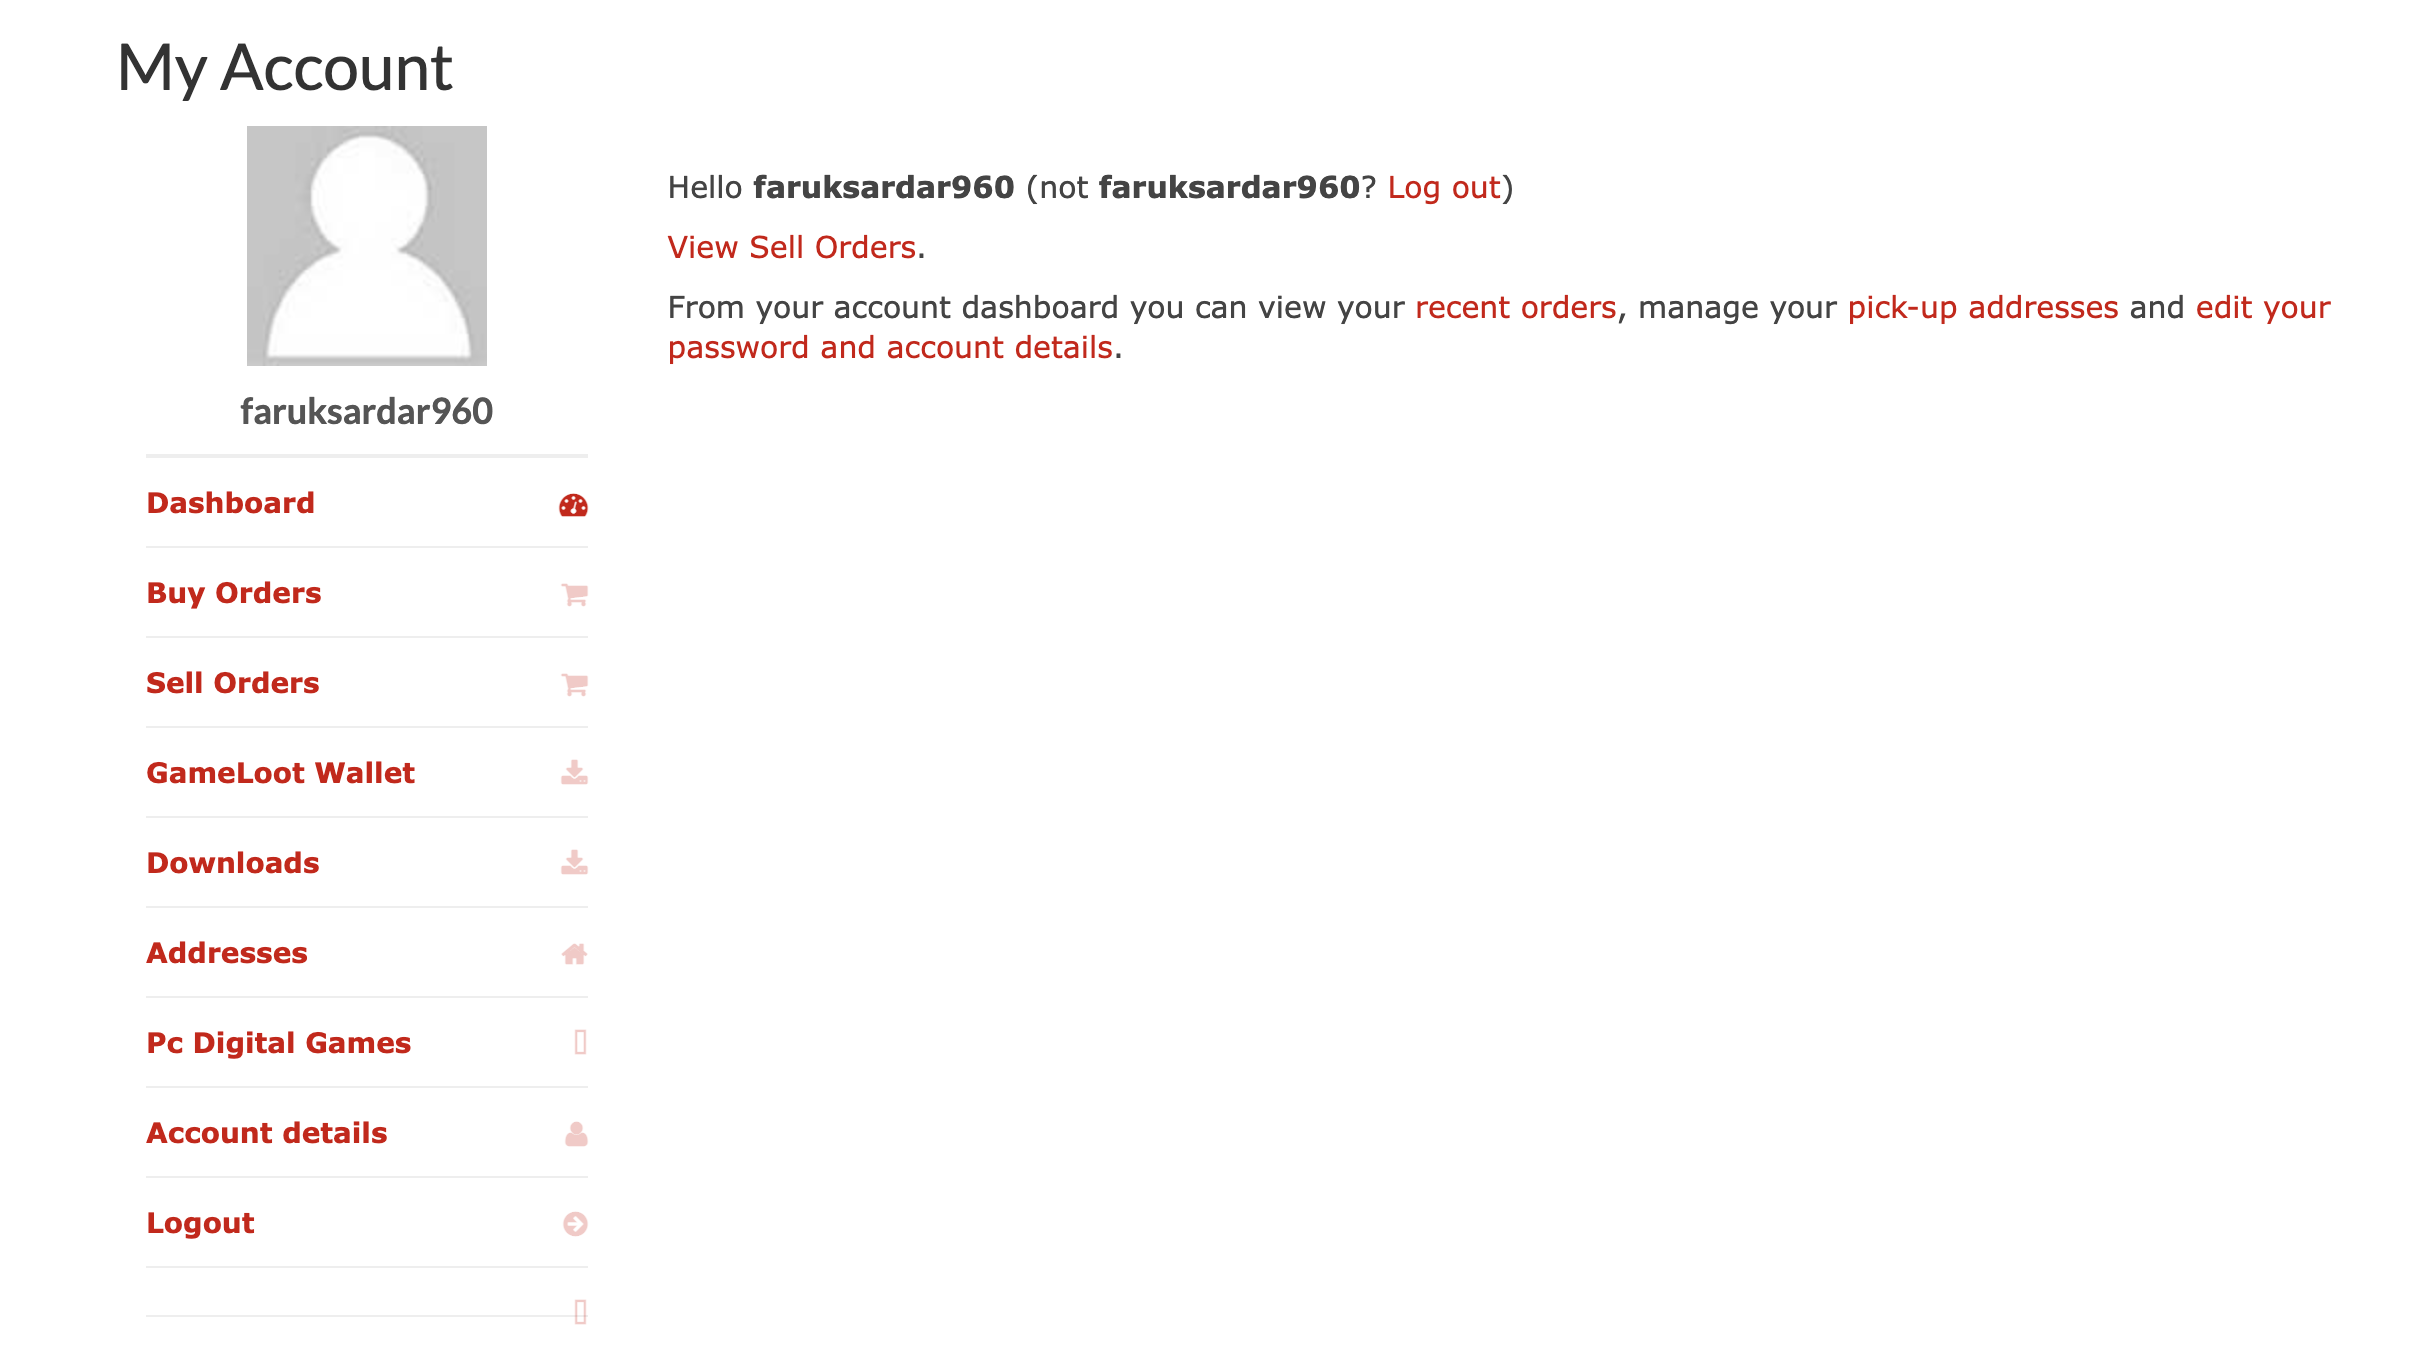 My Account
Hello faruksardar960 (not faruksardar960? Log out)
View Sell Orders.
From your account dashboard you can view your recent orders, manage your pick-up addresses and edit your
password and account details.
faruksardar960
Dashboard
Buy Orders
Sell Orders
GameLoot Wallet
Downloads
Addresses
Pc Digital Games
Account details
Logout